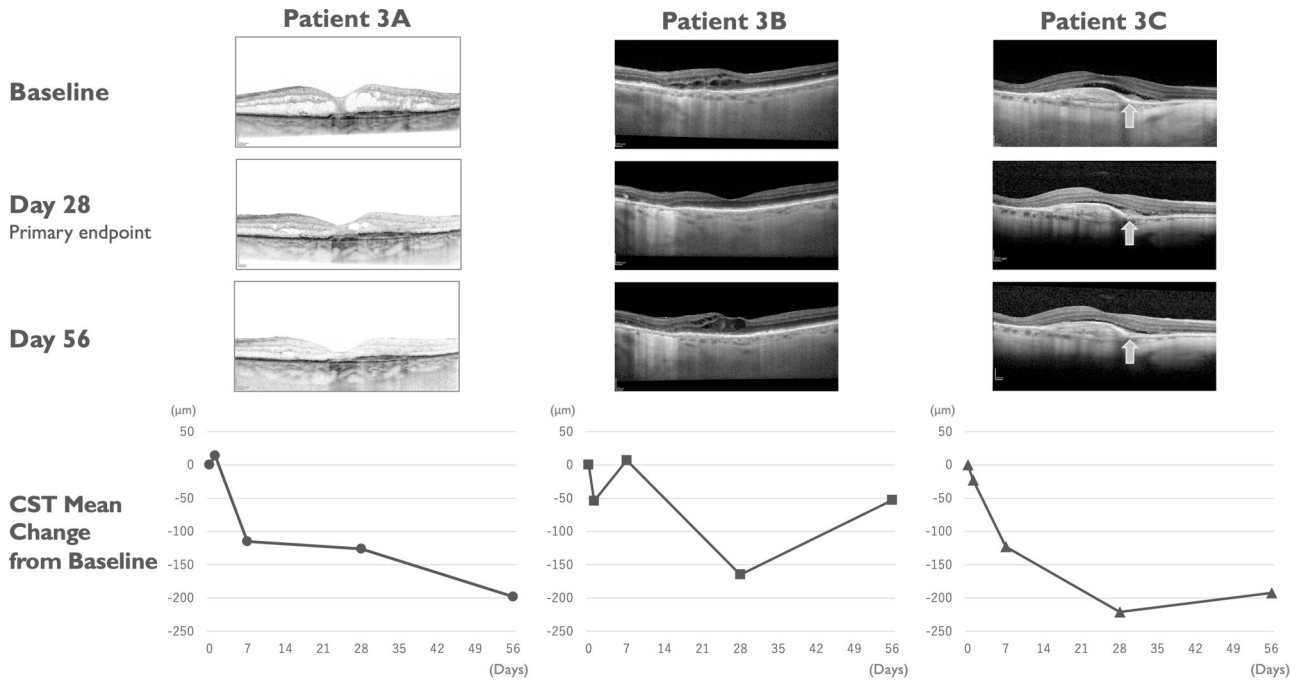 Patient 3A
Patient 3B
Patient 3C
Baseline
Day 28
Primary endpoint
Day 56
CST Mean
Change
from Baseline
(μm)
50
0
-50
-100
-150
-200
-250
0 7 14 21 28 35 42 49 56
(Days)
(μm)
50
0
-50
-100
-150
-200
-250
0 7 14 21 28 35 42 49 56
(Days)
(μm)
50
0
-50
-100
-150
-200
-250
0 7 14 21 28 35 42 49 56
(Days)